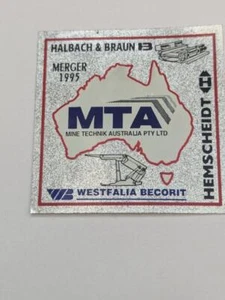 HALBACH & BRAUN
MERGER
1995
MTA
MINE TECHNIK AUSTRALIA PTY LTD
HEMSCHEIDT
WESTFALIA BECORIT